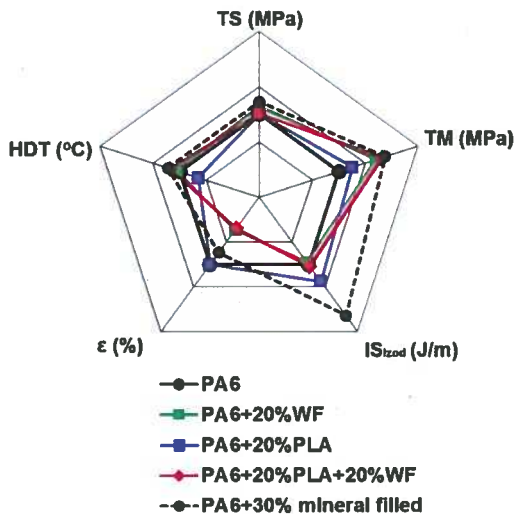 TS (MPa)
HDT (ºC)
TM (MPa)
ε (%)
ISIzod (J/m)
PA6
PA6+20%WF
PA6+20%PLA
PA6+20%PLA+20%WF
PA6+30% mineral filled